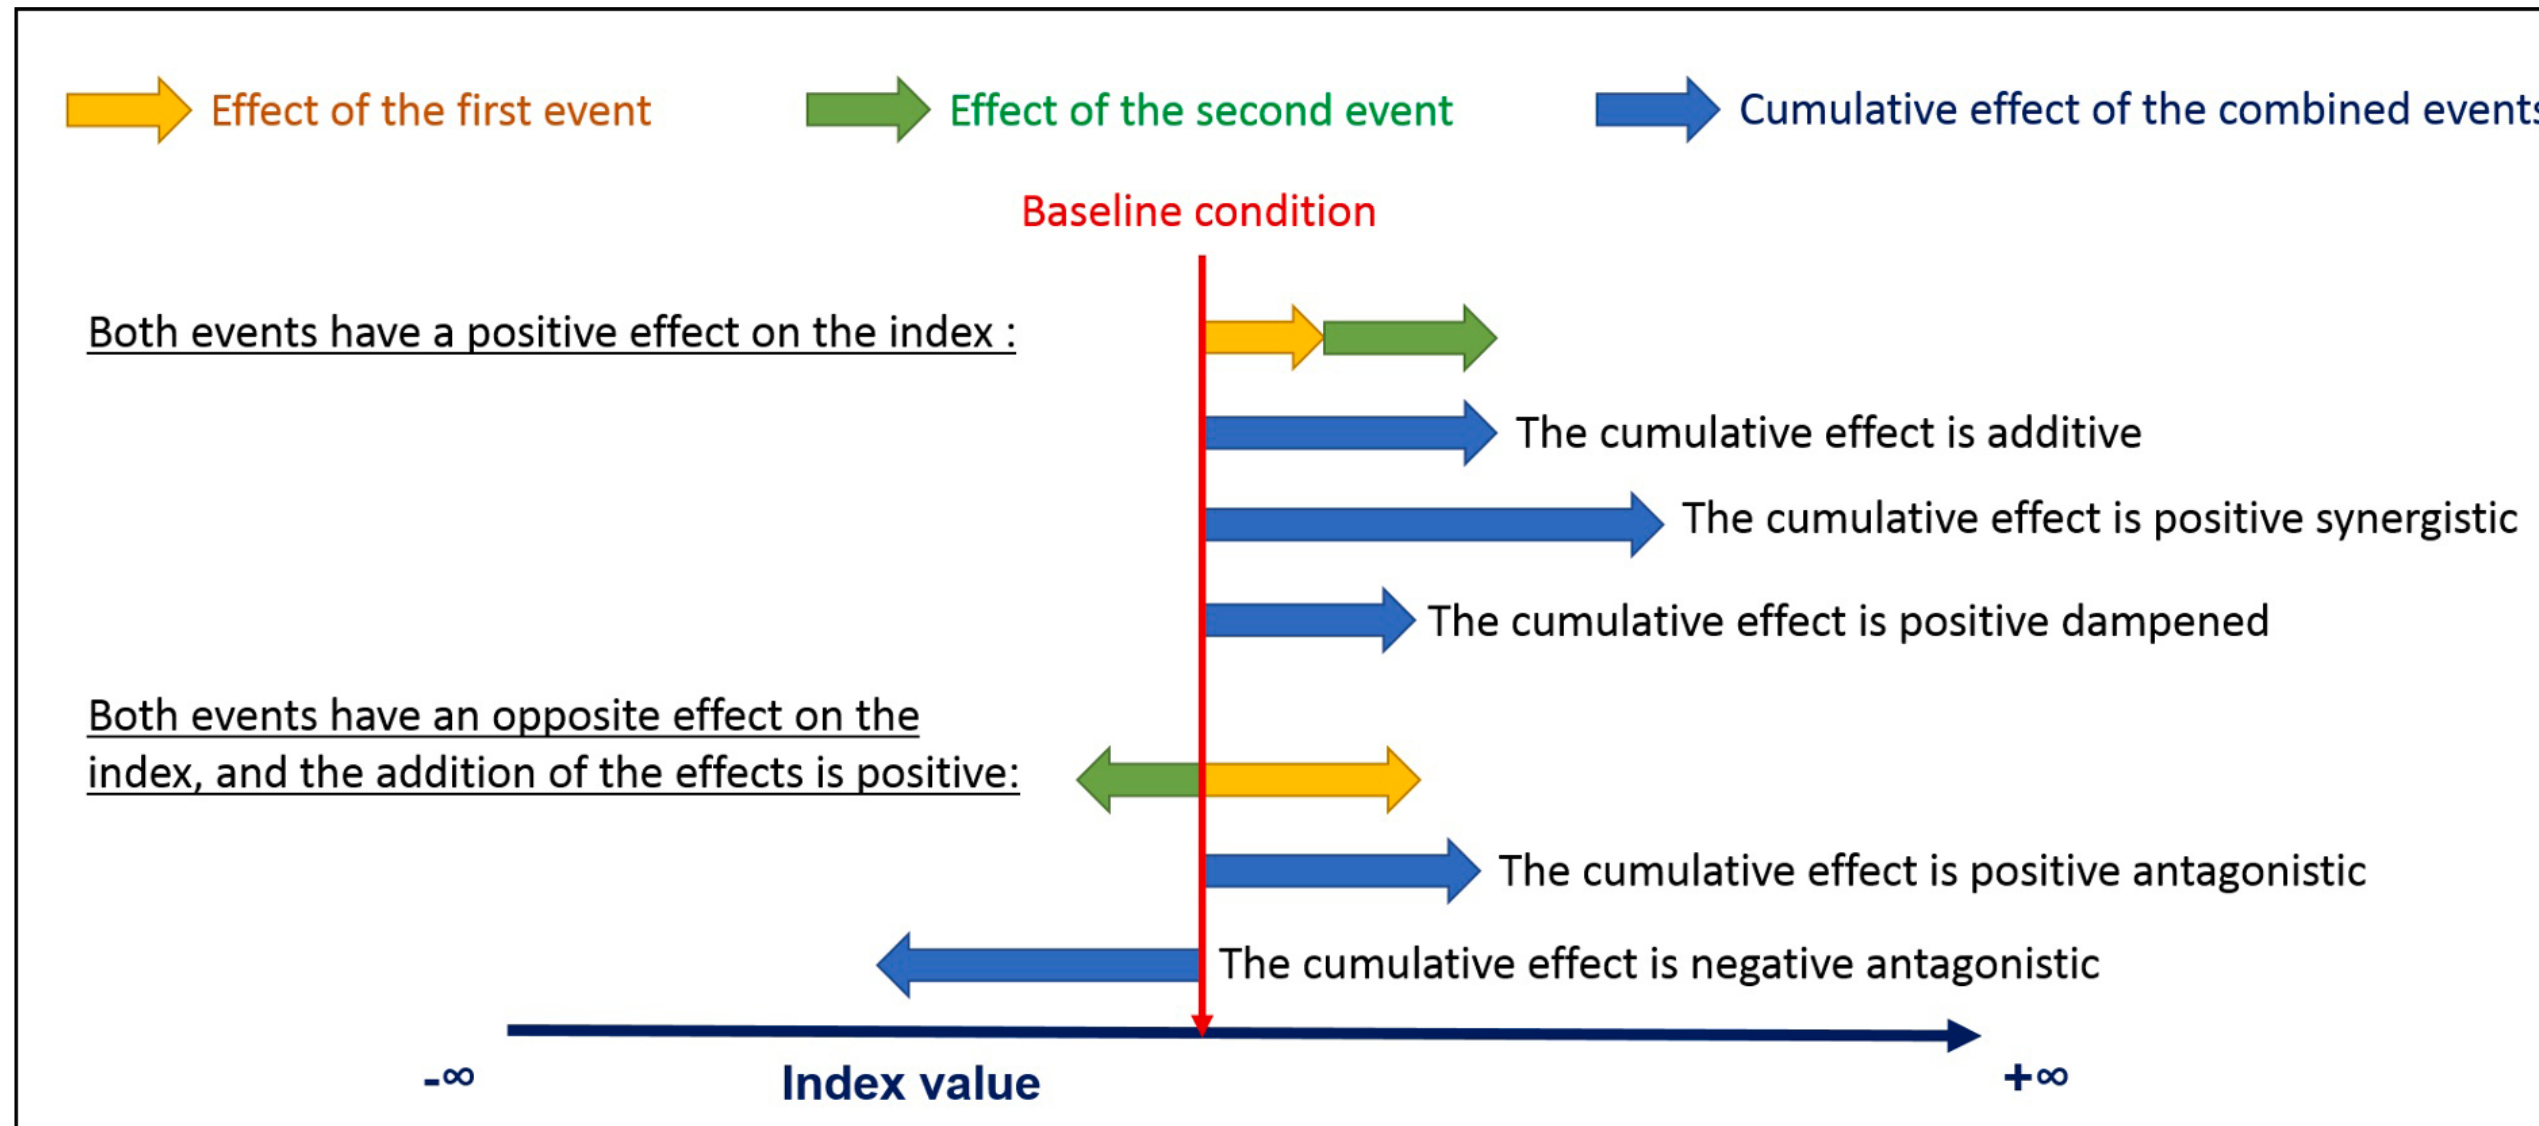 Effect of the first event
Effect of the second event
Cumulative effect of the combined events
Baseline condition
Both events have a positive effect on the index :
The cumulative effect is additive
The cumulative effect is positive synergistic
The cumulative effect is positive dampened
Both events have an opposite effect on the
index, and the addition of the effects is positive:
The cumulative effect is positive antagonistic
The cumulative effect is negative antagonistic
-∞
Index value
+∞